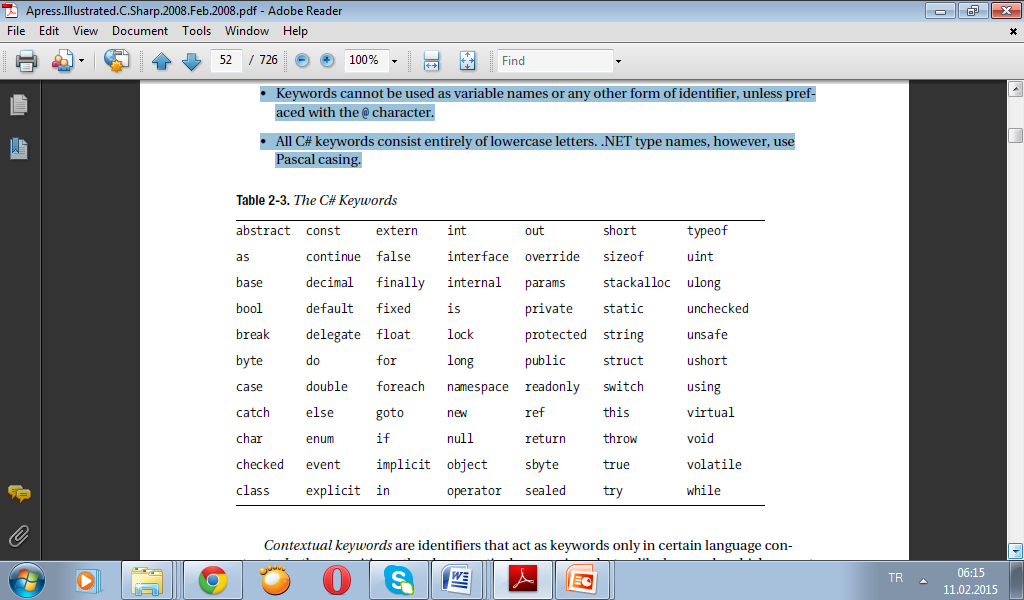 Apress.Illustrated.C.Sharp.2008.Feb.2008.pdf - Adobe Reader
File Edit View Document Tools Window Help
52 / 726 100% Find
• Keywords cannot be used as variable names or any other form of identifier, unless pref-
aced with the @ character.
• All C# keywords consist entirely of lowercase letters. .NET type names, however, use
Pascal casing.
Table 2-3. The C# Keywords
abstract const extern int out short typeof
as continue false interface override sizeof uint
base decimal finally internal params stackalloc ulong
bool default fixed is private static unchecked
break delegate float lock protected string unsafe
byte do for long public struct ushort
case double foreach namespace readonly switch using
catch else goto new ref this virtual
char enum if null return throw void
checked event implicit object sbyte true volatile
class explicit in operator sealed try while
Contextual keywords are identifiers that act as keywords only in certain language con-
TR 06:15
11.02.2015